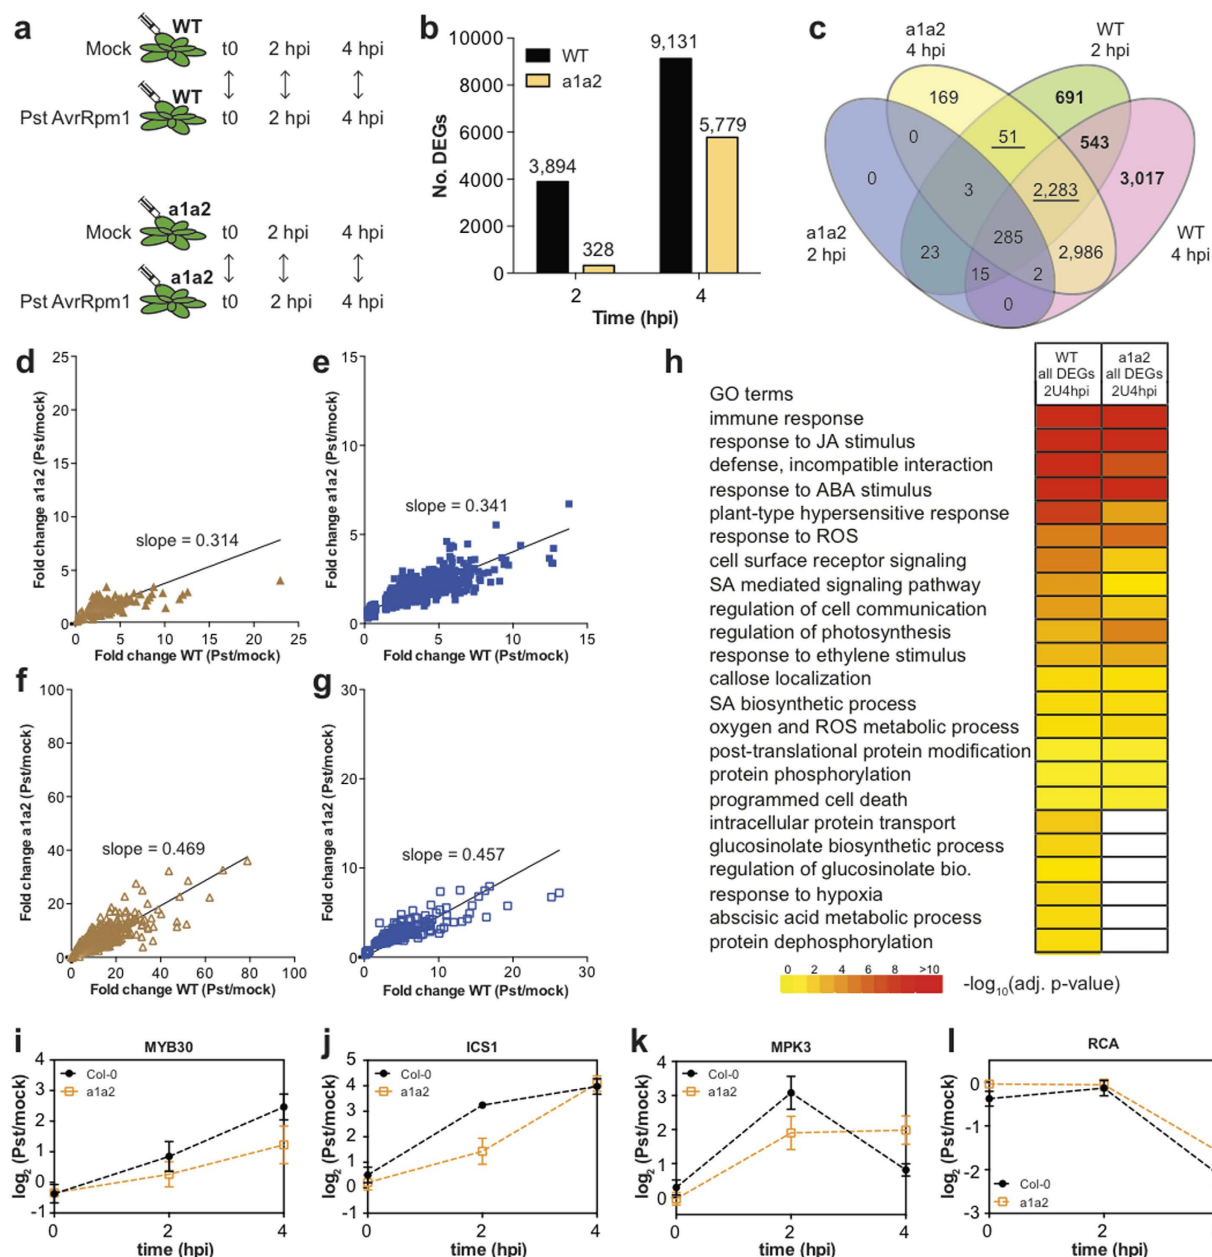 a
WT
Mock t0 2 hpi 4 hpi
WT
Pst AvrRpm1 t0 2 hpi 4 hpi
a1a2
Mock t0 2 hpi 4 hpi
a1a2
Pst AvrRpm1 t0 2 hpi 4 hpi
b
No. DEGs
10000
8000
6000
4000
2000
0
WT
a1a2
3,894
328
9,131
5,779
2 4
Time (hpi)
c
a1a2
4 hpi
WT
2 hpi
a1a2
2 hpi
WT
4 hpi
169
691
0
51
543
0
3
2,283
3,017
23
285
2,986
15
2
0
d
Fold change a1a2 (Pst/mock)
25
20
15
10
5
0
slope = 0.314
0 5 10 15 20 25
Fold change WT (Pst/mock)
e
Fold change a1a2 (Pst/mock)
15
10
5
0
slope = 0.341
0 5 10 15
Fold change WT (Pst/mock)
f
Fold change a1a2 (Pst/mock)
100
80
60
40
20
0
slope = 0.469
0 20 40 60 80 100
Fold change WT (Pst/mock)
g
Fold change a1a2 (Pst/mock)
30
20
10
0
slope = 0.457
0 10 20 30
Fold change WT (Pst/mock)
h
WT
all DEGs
2U4hpi
a1a2
all DEGs
2U4hpi
GO terms
immune response
response to JA stimulus
defense, incompatible interaction
response to ABA stimulus
plant-type hypersensitive response
response to ROS
cell surface receptor signaling
SA mediated signaling pathway
regulation of cell communication
regulation of photosynthesis
response to ethylene stimulus
callose localization
SA biosynthetic process
oxygen and ROS metabolic process
post-translational protein modification
protein phosphorylation
programmed cell death
intracellular protein transport
glucosinolate biosynthetic process
regulation of glucosinolate bio.
response to hypoxia
abscisic acid metabolic process
protein dephosphorylation
0 2 4 6 8 >10
-log10(adj. p-value)
i
MYB30
log2 (Pst/mock)
4
3
2
1
0
-1
Col-0
a1a2
0 2 4
time (hpi)
j
ICS1
log2 (Pst/mock)
5
4
3
2
1
0
-1
Col-0
a1a2
0 2 4
time (hpi)
k
MPK3
log2 (Pst/mock)
4
3
2
1
0
Col-0
a1a2
0 2 4
time (hpi)
l
RCA
log2 (Pst/mock)
0
-1
-2
-3
Col-0
a1a2
0 2
time (hpi)